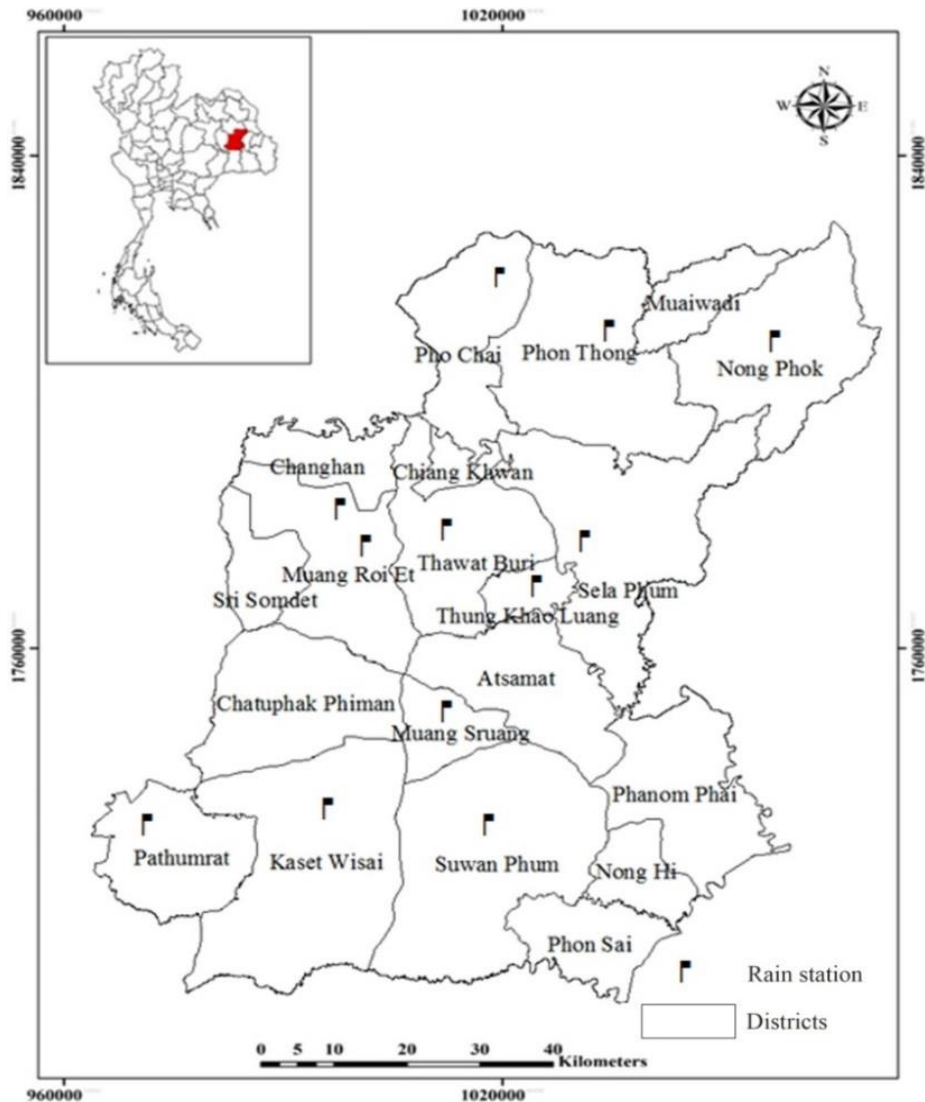 960000
1020000
N
W
E
S
1840000
1840000
Muaiwadi
Pho Chai
Phon Thong
Nong Phok
Changhan
Chiang Khwan
Thawat Buri
Muang Roi Et
Sri Somdet
Sela Phum
Thung Khao Luang
1760000
1760000
Atsamat
Chatuphak Phiman
Muang Sruang
Phanom Phai
Pathumrat
Kaset Wisai
Suwan Phum
Nong Hi
Phon Sai
Rain station
Districts
0 5 10 20 30 40
Kilometers
960000
1020000